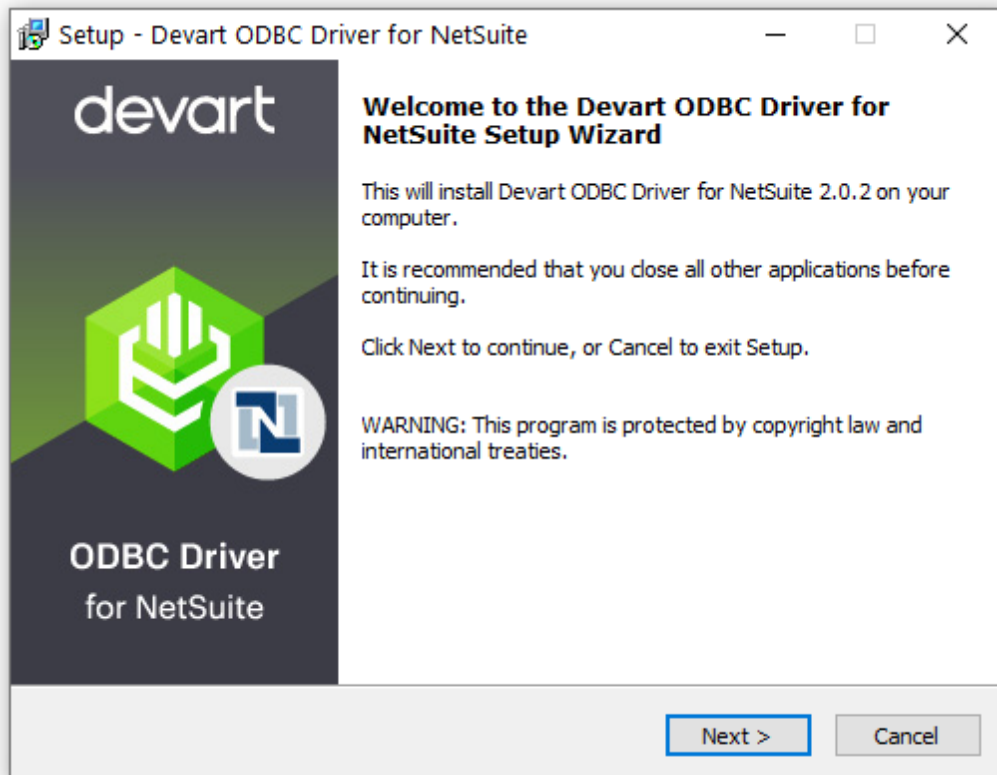 Setup - Devart ODBC Driver for NetSuite
devart
Welcome to the Devart ODBC Driver for
NetSuite Setup Wizard
This will install Devart ODBC Driver for NetSuite 2.0.2 on your
computer.
It is recommended that you close all other applications before
continuing.
Click Next to continue, or Cancel to exit Setup.
WARNING: This program is protected by copyright law and
international treaties.
N
ODBC Driver
for NetSuite
Next >
Cancel